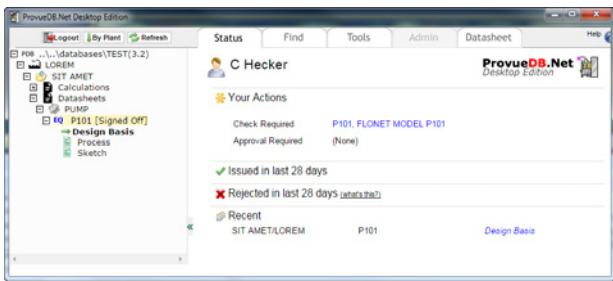 ProvueDB.Net Desktop Edition
Logout By Plant Refresh
Status Find Tools Admin Datasheet Help
PDB ..\..\databases\TEST(3.2)
LOREM
SIT AMET
Calculations
Datasheets
PUMP
EQ P101 [Signed Off]
Design Basis
Process
Sketch
C Hecker
ProvueDB.Net
Desktop Edition
Your Actions
Check Required P101, FLONET MODEL P101
Approval Required (None)
Issued in last 28 days
Rejected in last 28 days (what's this?)
Recent
SIT AMET/LOREM P101 Design Basis